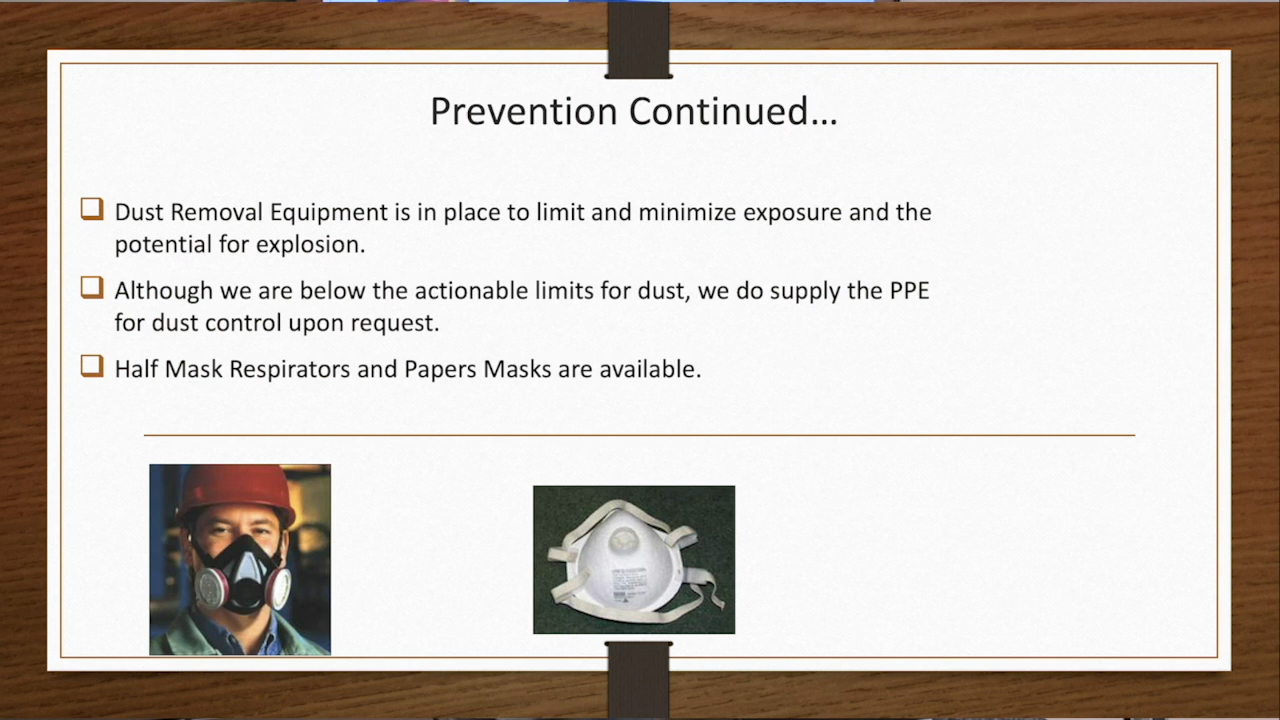 Prevention Continued...
Dust Removal Equipment is in place to limit and minimize exposure and the
potential for explosion.
Although we are below the actionable limits for dust, we do supply the PPE
for dust control upon request.
Half Mask Respirators and Papers Masks are available.